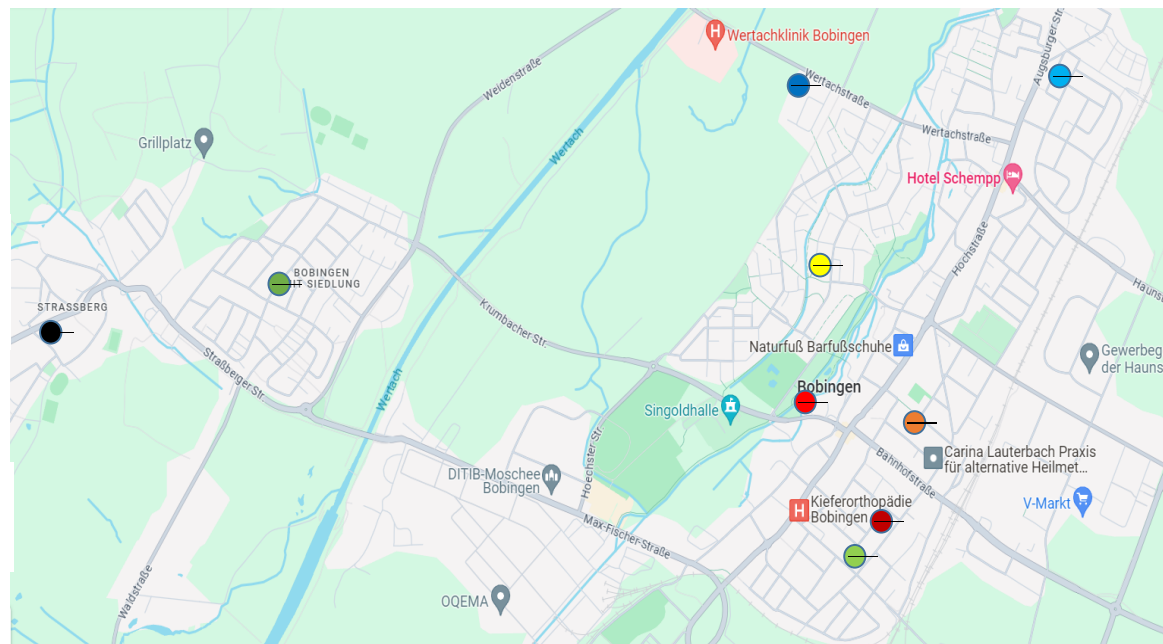 Wertachklinik Bobingen
Augsburger Str.
Weidenstraße
Wertachstraße
Wertachstraße
Grillplatz
Wertach
Hotel Schempp
Hochstraße
BOBINGEN
SIEDLUNG
STRASSBERG
Hauns
Krumbacher Str.
Naturfuß Barfußschuhe
Gewerbeg
der Hauns
Straßberger Str.
Wertach
Bobingen
Singoldhalle
Carina Lauterbach Praxis
für alternative Heilmet...
Bahnhofstraße
Hoechster Str.
DITIB-Moschee
Bobingen
Kieferorthopädie
Bobingen
V-Markt
Max-Fischer-Straße
Waldstraße
OQEMA